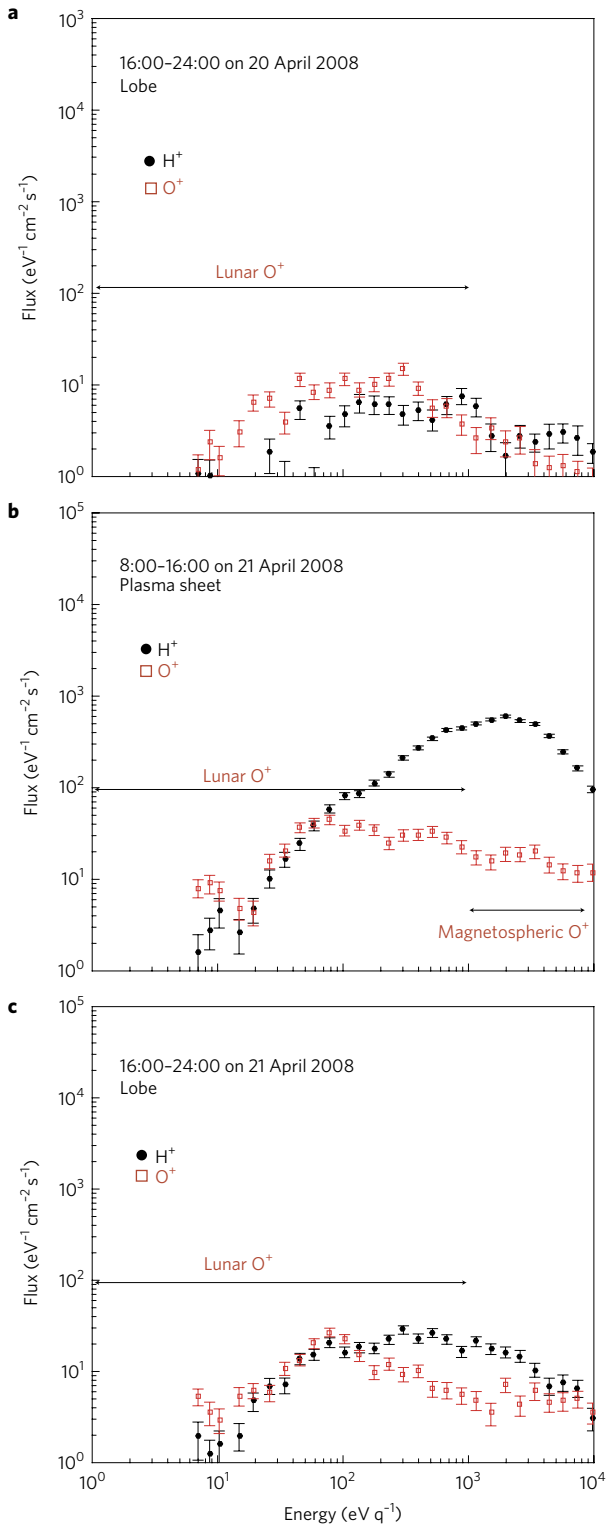 a
10³
16:00–24:00 on 20 April 2008
Lobe
H⁺
O⁺
Flux (eV⁻¹ cm⁻² s⁻¹)
10²
10¹
10⁰
Lunar O⁺
b
10⁵
8:00–16:00 on 21 April 2008
Plasma sheet
10⁴
H⁺
O⁺
10³
Flux (eV⁻¹ cm⁻² s⁻¹)
Lunar O⁺
10²
10¹
Magnetospheric O⁺
10⁰
c
10⁵
16:00–24:00 on 21 April 2008
Lobe
10⁴
H⁺
O⁺
10³
Flux (eV⁻¹ cm⁻² s⁻¹)
Lunar O⁺
10²
10¹
10⁰
10⁰ 10¹ 10² 10³ 10⁴
Energy (eV q⁻¹)